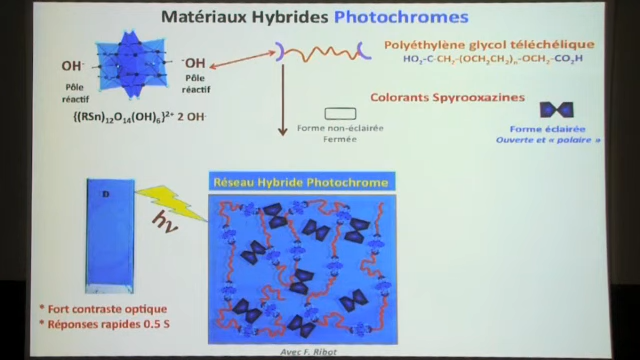 Matériaux Hybrides Photochromes
OH⁻
-OH
Pôle
réactif
Pôle
réactif
{(RSn)₁₂O₁₄(OH)₆}²⁺ 2 OH⁻
Polyéthylène glycol téléchélique
HO₂-C-CH₂-(OCH₂CH₂)ₙ-OCH₂-CO₂H
Colorants Spyrooxazines
Forme non-éclairée
Fermée
Forme éclairée
Ouverte et « polaire »
D
hν
Réseau Hybride Photochrome
* Fort contraste optique
* Réponses rapides 0.5 S
Avec F. Ribot